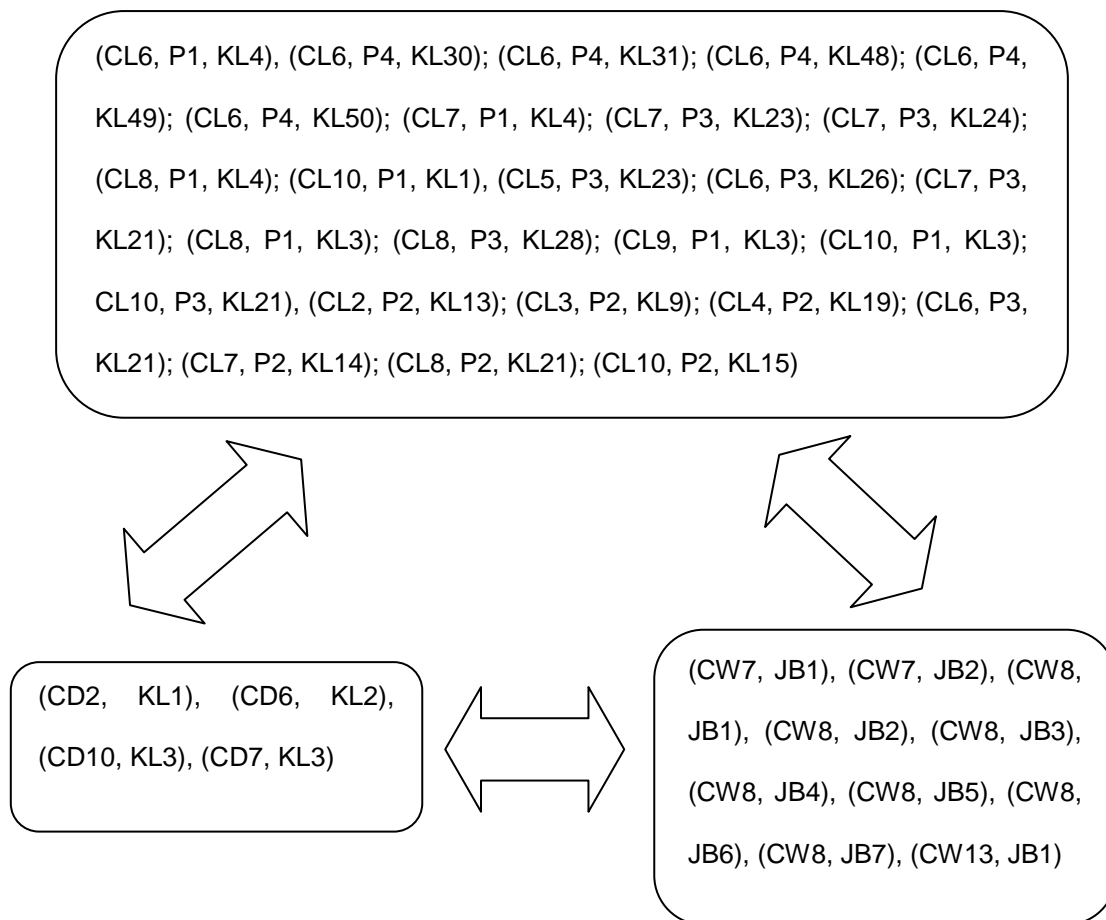 (CL6, P1, KL4), (CL6, P4, KL30); (CL6, P4, KL31); (CL6, P4, KL48); (CL6, P4,
KL49); (CL6, P4, KL50); (CL7, P1, KL4); (CL7, P3, KL23); (CL7, P3, KL24);
(CL8, P1, KL4); (CL10, P1, KL1), (CL5, P3, KL23); (CL6, P3, KL26); (CL7, P3,
KL21); (CL8, P1, KL3); (CL8, P3, KL28); (CL9, P1, KL3); (CL10, P1, KL3);
CL10, P3, KL21), (CL2, P2, KL13); (CL3, P2, KL9); (CL4, P2, KL19); (CL6, P3,
KL21); (CL7, P2, KL14); (CL8, P2, KL21); (CL10, P2, KL15)
(CD2, KL1), (CD6, KL2),
(CD10, KL3), (CD7, KL3)
(CW7, JB1), (CW7, JB2), (CW8,
JB1), (CW8, JB2), (CW8, JB3),
(CW8, JB4), (CW8, JB5), (CW8,
JB6), (CW8, JB7), (CW13, JB1)